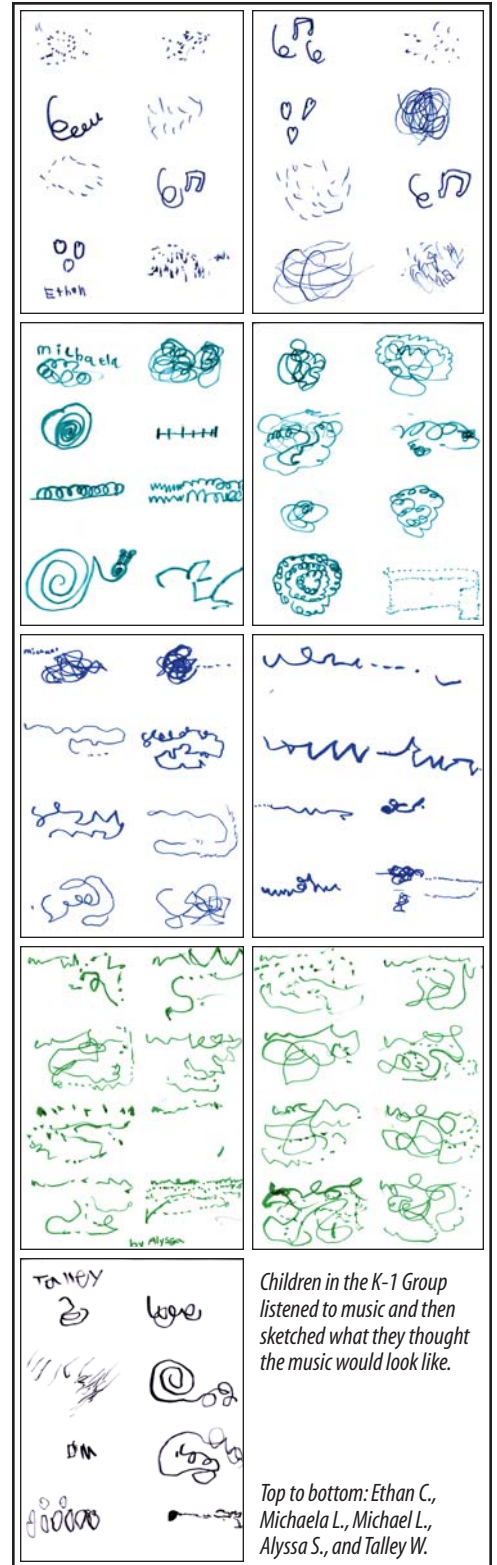 Ethan
michaela
michael
by Alyssa
Talley
Children in the K-1 Group
listened to music and then
sketched what they thought
the music would look like.
Top to bottom: Ethan C.,
Michaela L., Michael L.,
Alyssa S., and Talley W.